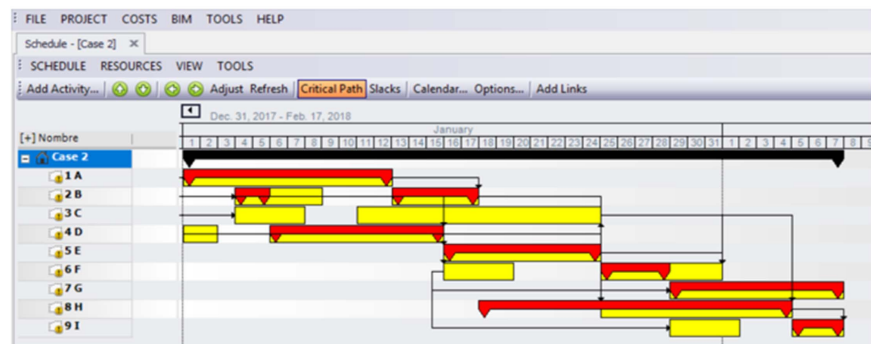 FILE PROJECT COSTS BIM TOOLS HELP
Schedule - [Case 2] ×
SCHEDULE RESOURCES VIEW TOOLS
Add Activity... Adjust Refresh Critical Path Slacks Calendar... Options... Add Links
Dec. 31, 2017 - Feb. 17, 2018
January
[+] Nombre
1 2 3 4 5 6 7 8 9 10 11 12 13 14 15 16 17 18 19 20 21 22 23 24 25 26 27 28 29 30 31 1 2 3 4 5 6 7 8 9
Case 2
1 A
2 B
3 C
4 D
5 E
6 F
7 G
8 H
9 I